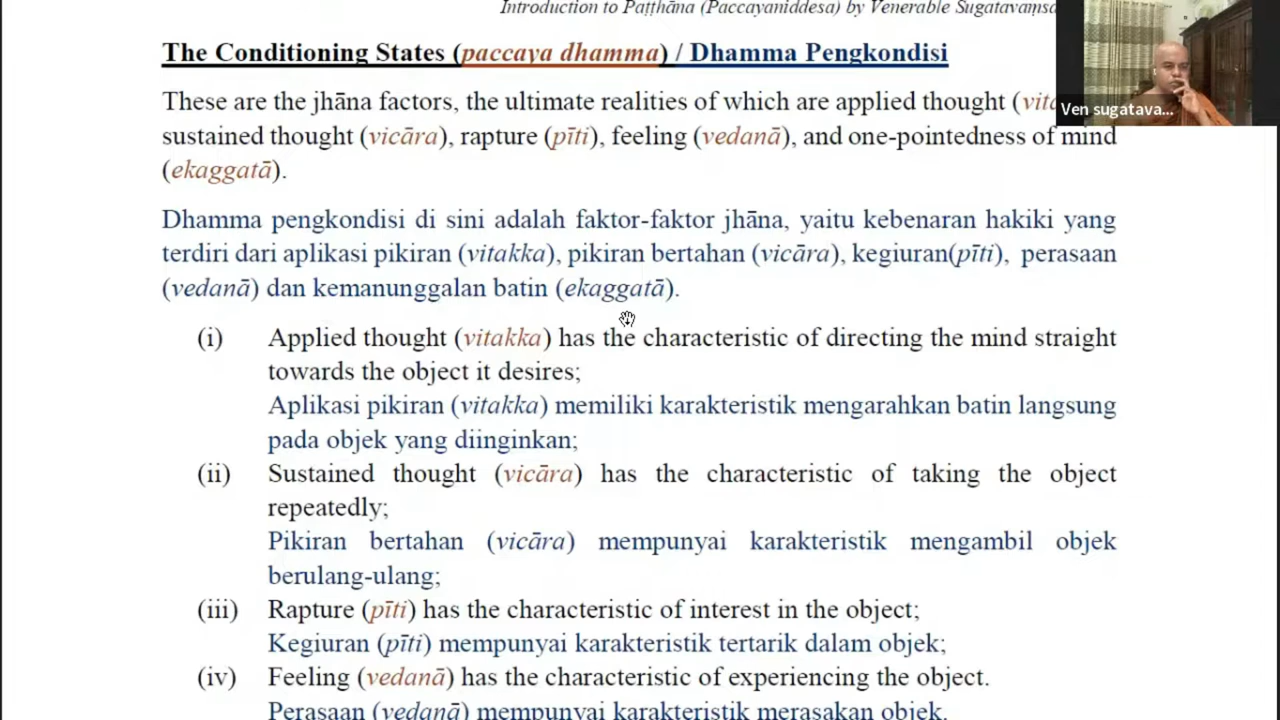 Introduction to Paṭṭhāna (Paccayaniddesa) by Venerable Sugatavaṃsa
The Conditioning States (paccaya dhamma) / Dhamma Pengkondisi
These are the jhāna factors, the ultimate realities of which are applied thought (vita
Ven sugatava...
sustained thought (vicāra), rapture (pīti), feeling (vedanā), and one-pointedness of mind
(ekaggatā).
Dhamma pengkondisi di sini adalah faktor-faktor jhāna, yaitu kebenaran hakiki yang
terdiri dari aplikasi pikiran (vitakka), pikiran bertahan (vicāra), kegiuran(pīti), perasaan
(vedanā) dan kemanunggalan batin (ekaggatā).
(i) Applied thought (vitakka) has the characteristic of directing the mind straight
towards the object it desires;
Aplikasi pikiran (vitakka) memiliki karakteristik mengarahkan batin langsung
pada objek yang diinginkan;
(ii) Sustained thought (vicāra) has the characteristic of taking the object
repeatedly;
Pikiran bertahan (vicāra) mempunyai karakteristik mengambil objek
berulang-ulang;
(iii) Rapture (pīti) has the characteristic of interest in the object;
Kegiuran (pīti) mempunyai karakteristik tertarik dalam objek;
(iv) Feeling (vedanā) has the characteristic of experiencing the object.
Perasaan (vedanā) mempunyai karakteristik merasakan objek.